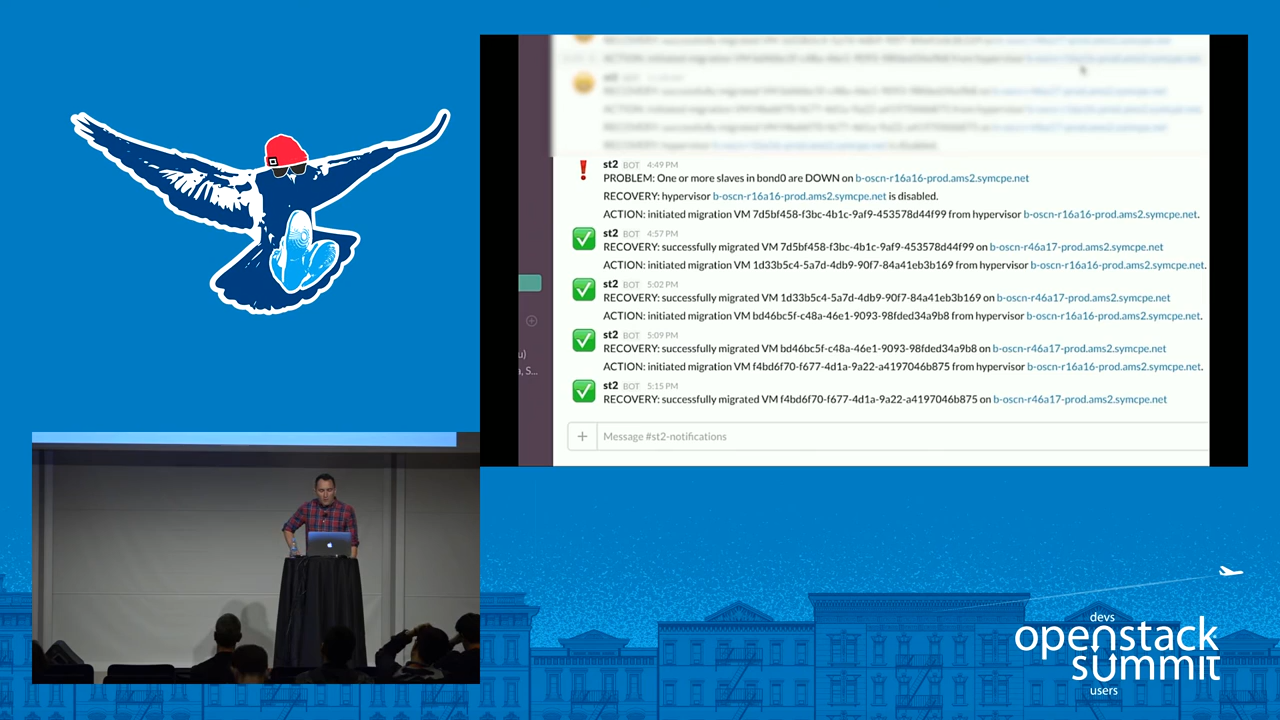 st2 BOT 4:49 PM
PROBLEM: One or more slaves in bond0 are DOWN on b-oscn-r16a16-prod.ams2.symcpe.net
RECOVERY: hypervisor b-oscn-r16a16-prod.ams2.symcpe.net is disabled.
ACTION: initiated migration VM 7d5bf458-f3bc-4b1c-9af9-453578d44f99 from hypervisor b-oscn-r16a16-prod.ams2.symcpe.net.
st2 BOT 4:57 PM
RECOVERY: successfully migrated VM 7d5bf458-f3bc-4b1c-9af9-453578d44f99 on b-oscn-r46a17-prod.ams2.symcpe.net
ACTION: initiated migration VM 1d33b5c4-5a7d-4db9-90f7-84a41eb3b169 from hypervisor b-oscn-r16a16-prod.ams2.symcpe.net.
st2 BOT 5:02 PM
RECOVERY: successfully migrated VM 1d33b5c4-5a7d-4db9-90f7-84a41eb3b169 on b-oscn-r46a17-prod.ams2.symcpe.net
ACTION: initiated migration VM bd46bc5f-c48a-46e1-9093-98fded34a9b8 from hypervisor b-oscn-r16a16-prod.ams2.symcpe.net.
st2 BOT 5:09 PM
RECOVERY: successfully migrated VM bd46bc5f-c48a-46e1-9093-98fded34a9b8 on b-oscn-r46a17-prod.ams2.symcpe.net
ACTION: initiated migration VM f4bd6f70-f677-4d1a-9a22-a4197046b875 from hypervisor b-oscn-r16a16-prod.ams2.symcpe.net.
st2 BOT 5:15 PM
RECOVERY: successfully migrated VM f4bd6f70-f677-4d1a-9a22-a4197046b875 on b-oscn-r46a17-prod.ams2.symcpe.net
u)
, S...
+ Message #st2-notifications
devs
openstack
summit
users